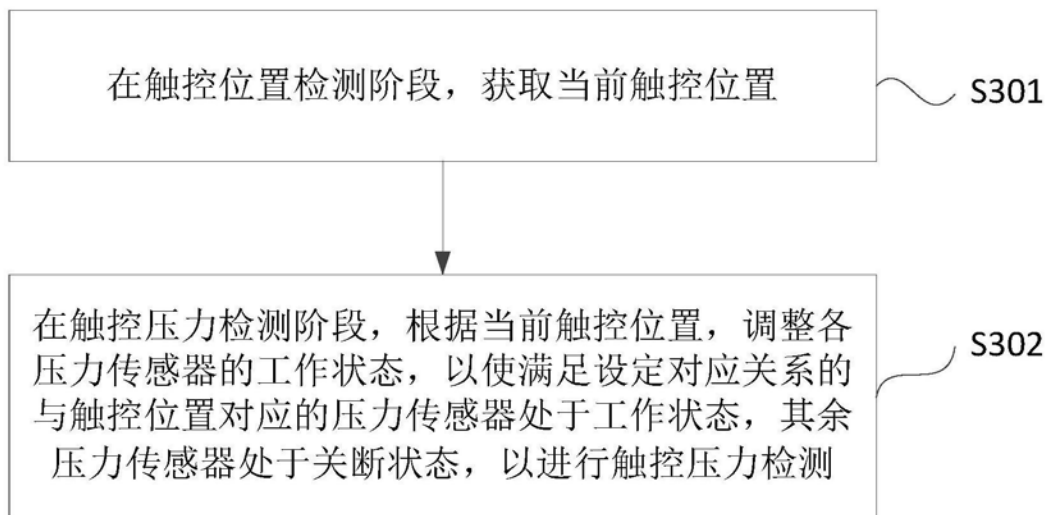 在触控位置检测阶段，获取当前触控位置
S301
在触控压力检测阶段，根据当前触控位置，调整各
压力传感器的工作状态，以使满足设定对应关系的
与触控位置对应的压力传感器处于工作状态，其余
压力传感器处于关断状态，以进行触控压力检测
S302